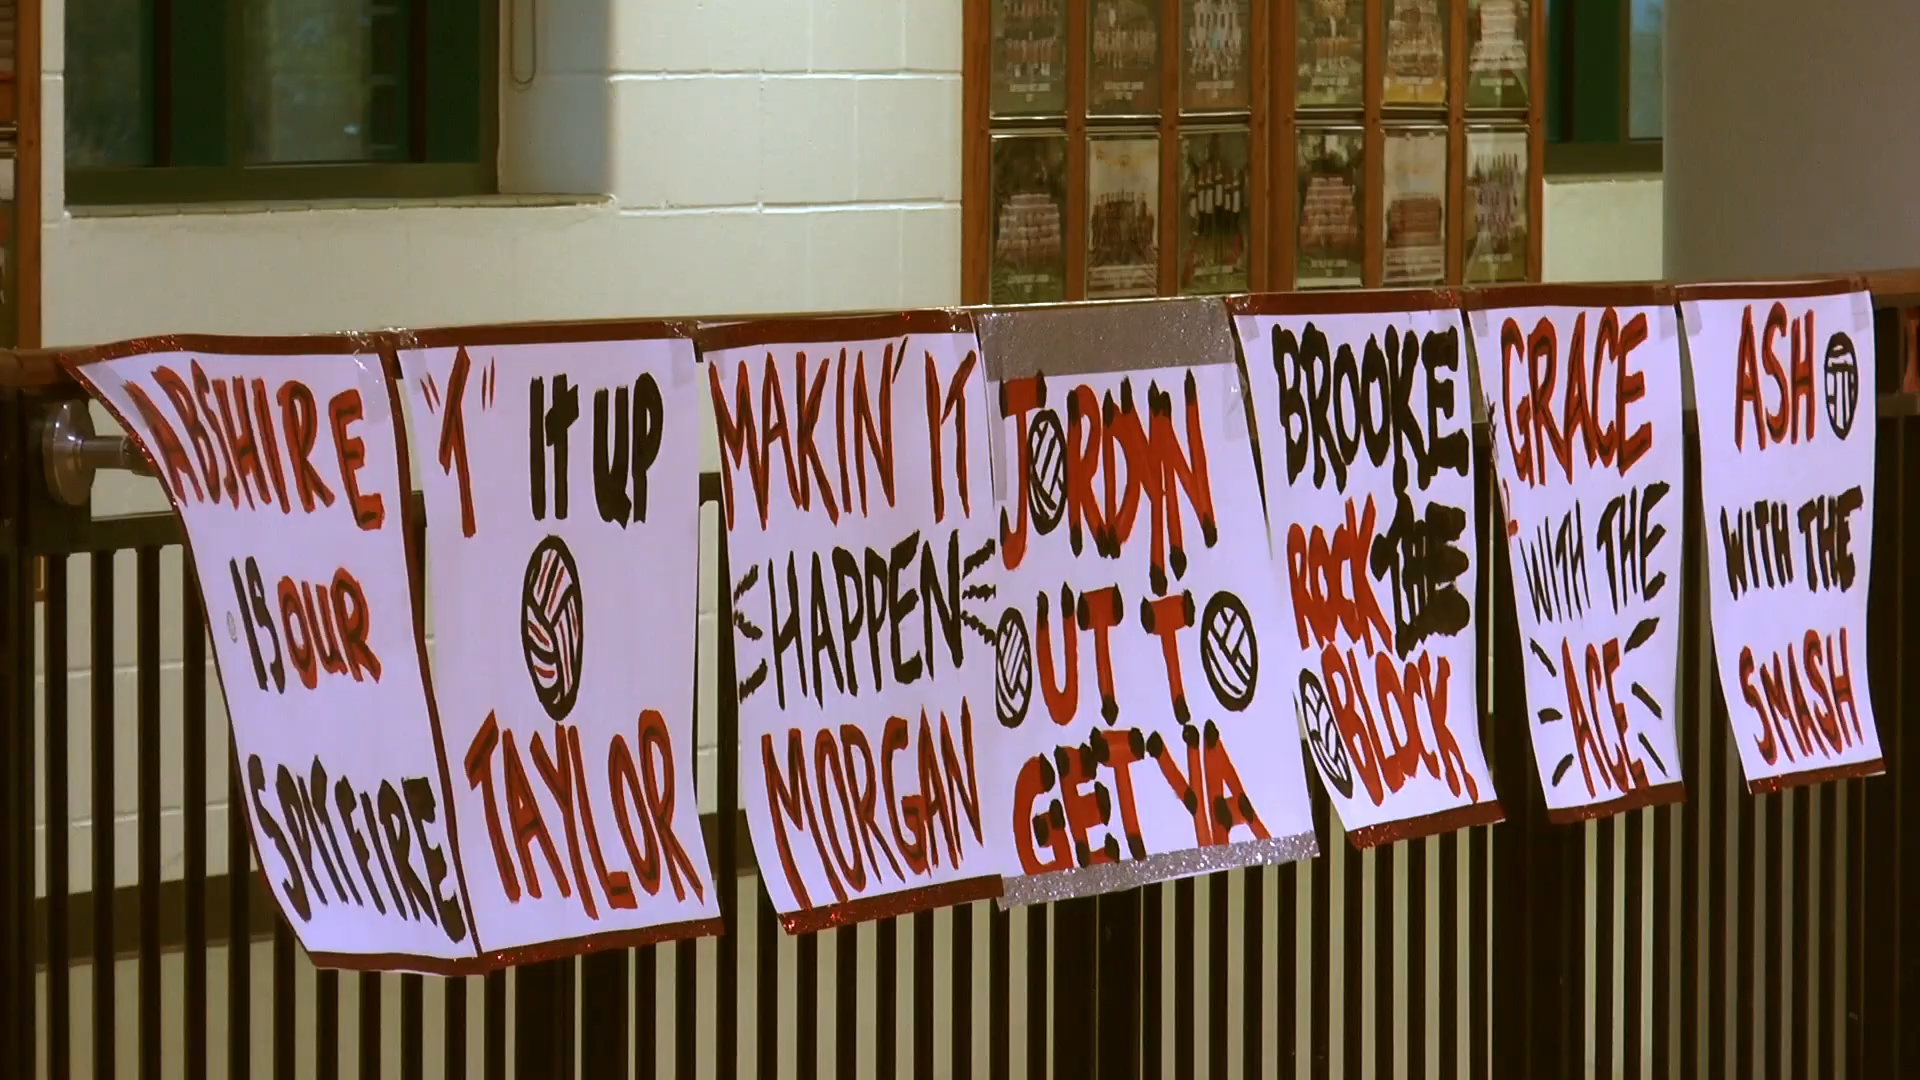 ABSHIRE
IS OUR
SPITFIRE
"T" IT UP
TAYLOR
MAKIN' IT
HAPPEN
MORGAN
JORDYN
OUT TO
GET YA
BROOKE
ROCK THE
BLOCK
GRACE
WITH THE
ACE
ASH
WITH THE
SMASH